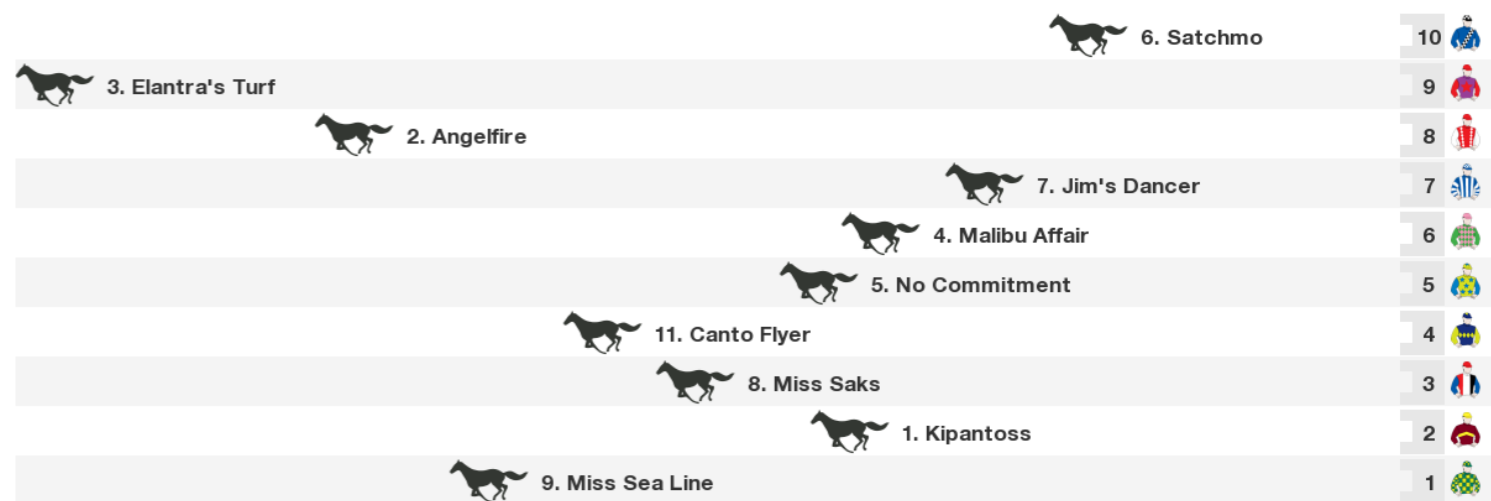 6. Satchmo 10
3. Elantra's Turf 9
2. Angelfire 8
7. Jim's Dancer 7
4. Malibu Affair 6
5. No Commitment 5
11. Canto Flyer 4
8. Miss Saks 3
1. Kipantoss 2
9. Miss Sea Line 1